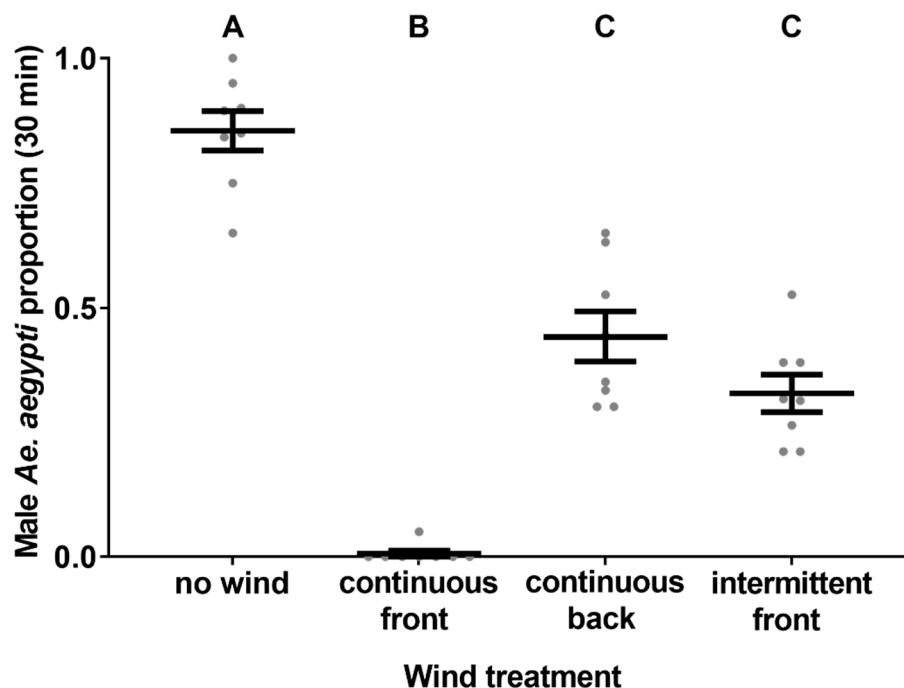 A B C C
Male Ae. aegypti proportion (30 min)
1.0
0.5
0.0
no wind continuous continuous intermittent
front back front
Wind treatment